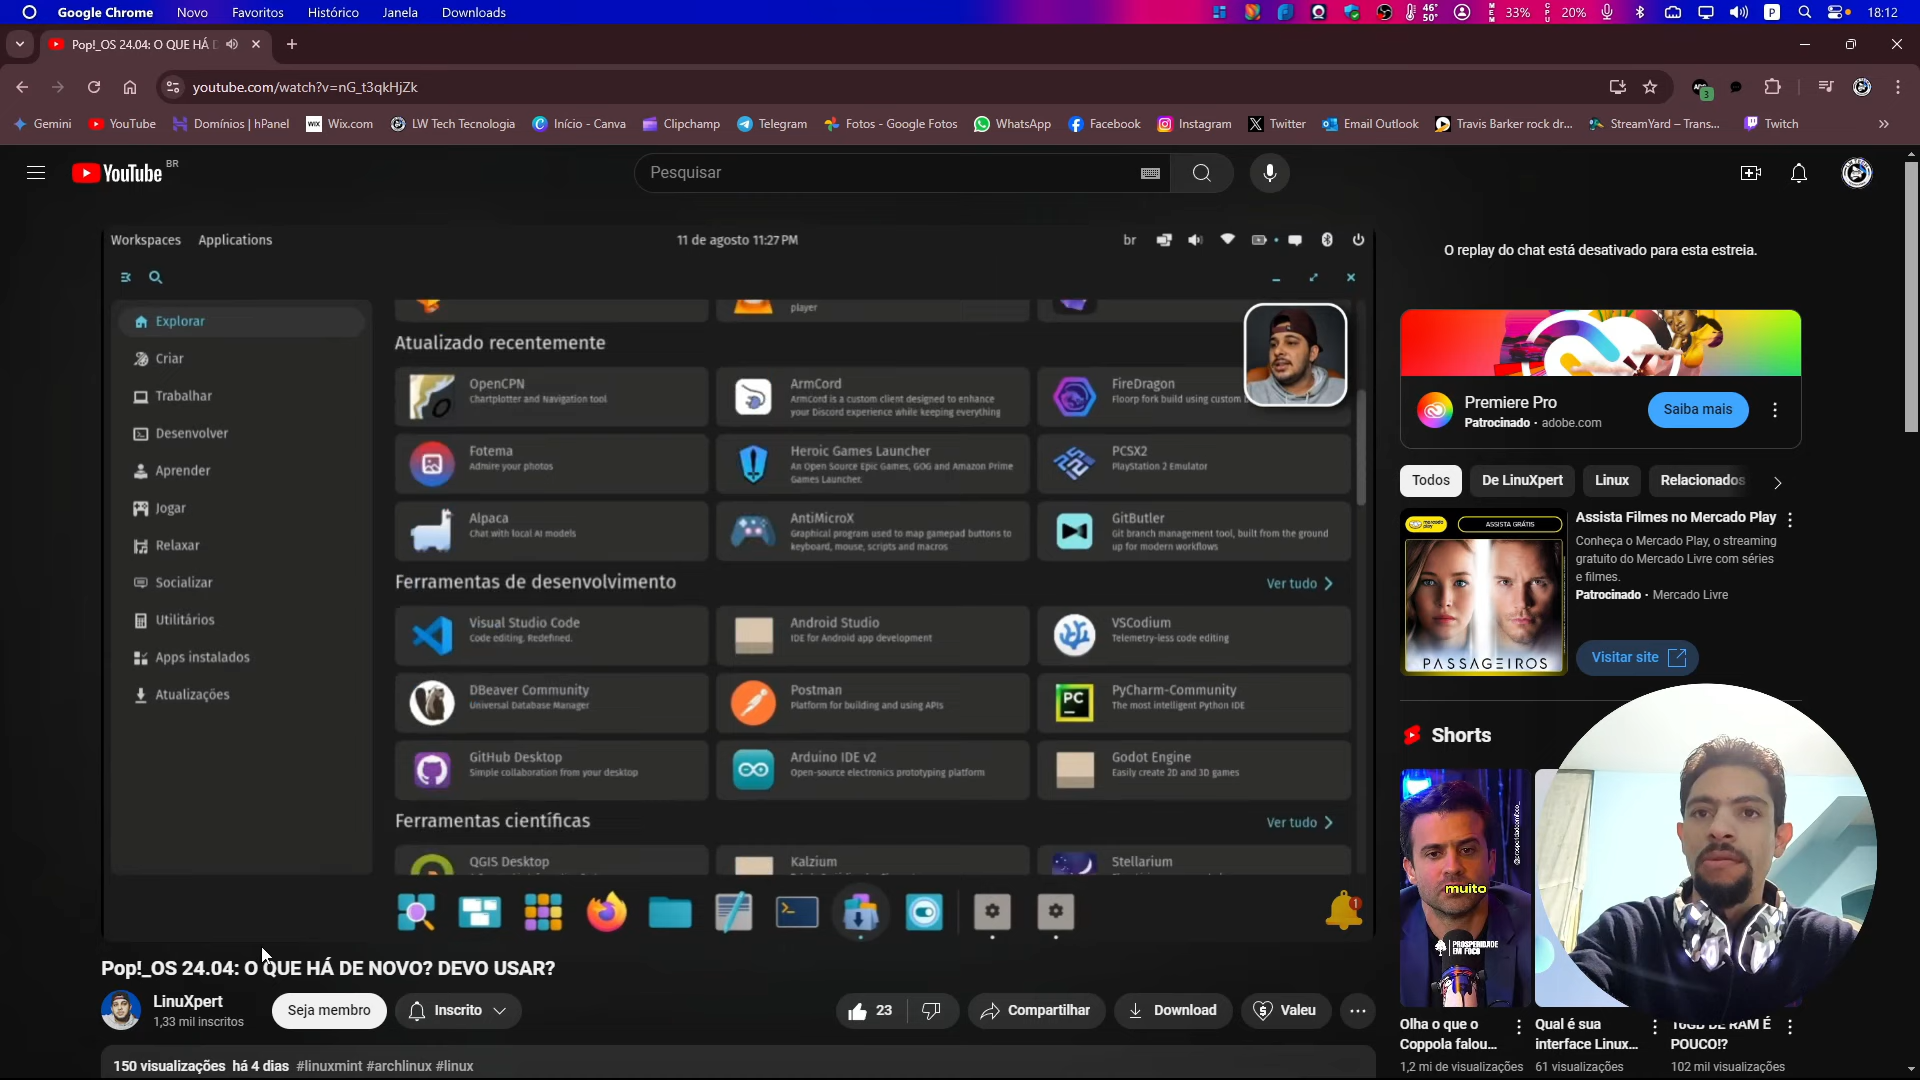 Google Chrome Novo Favoritos Histórico Janela Downloads
46°
50°
MEM 33% CPU 20% P 18:12
Pop!_OS 24.04: O QUE HÁ D
youtube.com/watch?v=nG_t3qkHjZk
3
Gemini YouTube Domínios | hPanel Wix.com LW Tech Tecnologia Início - Canva Clipchamp Telegram Fotos - Google Fotos WhatsApp Facebook Instagram Twitter Email Outlook Travis Barker rock dr... StreamYard – Trans... Twitch
YouTube BR
Pesquisar
Workspaces Applications
11 de agosto 11:27PM
br
Explorar
Criar
Trabalhar
Desenvolver
Aprender
Jogar
Relaxar
Socializar
Utilitários
Apps instalados
Atualizações
player
Atualizado recentemente
OpenCPN
Chartplotter and Navigation tool
ArmCord
ArmCord is a custom client designed to enhance
your Discord experience while keeping everything
FireDragon
Floorp fork build using custom b
Fotema
Admire your photos
Heroic Games Launcher
An Open Source Epic Games, GOG and Amazon Prime
Games Launcher.
PCSX2
PlayStation 2 Emulator
Alpaca
Chat with local AI models
AntiMicroX
Graphical program used to map gamepad buttons to
keyboard, mouse, scripts and macros
GitButler
Git branch management tool, built from the ground
up for modern workflows
Ferramentas de desenvolvimento
Ver tudo
Visual Studio Code
Code editing. Redefined.
Android Studio
IDE for Android app development
VSCodium
Telemetry-less code editing
DBeaver Community
Universal Database Manager
Postman
Platform for building and using APIs
PC
PyCharm-Community
The most intelligent Python IDE
GitHub Desktop
Simple collaboration from your desktop
Arduino IDE v2
Open-source electronics prototyping platform
Godot Engine
Easily create 2D and 3D games
Ferramentas científicas
Ver tudo
QGIS Desktop
Kalzium
Stellarium
1
Pop!_OS 24.04: O QUE HÁ DE NOVO? DEVO USAR?
LinuXpert
1,33 mil inscritos
Seja membro
Inscrito
23
Compartilhar
Download
Valeu
150 visualizações há 4 dias #linuxmint #archlinux #linux
O replay do chat está desativado para esta estreia.
Premiere Pro
Patrocinado · adobe.com
Saiba mais
Todos De LinuXpert Linux Relacionados
ASSISTA GRÁTIS
PASSAGEIROS
Assista Filmes no Mercado Play
Conheça o Mercado Play, o streaming
gratuito do Mercado Livre com séries
e filmes.
Patrocinado · Mercado Livre
Visitar site
Shorts
muito
PROSPERIDADE
EM FOCO
Olha o que o
Coppola falou...
1,2 mi de visualizações
Qual é sua
interface Linux...
61 visualizações
16GB DE RAM É
POUCO!?
102 mil visualizações